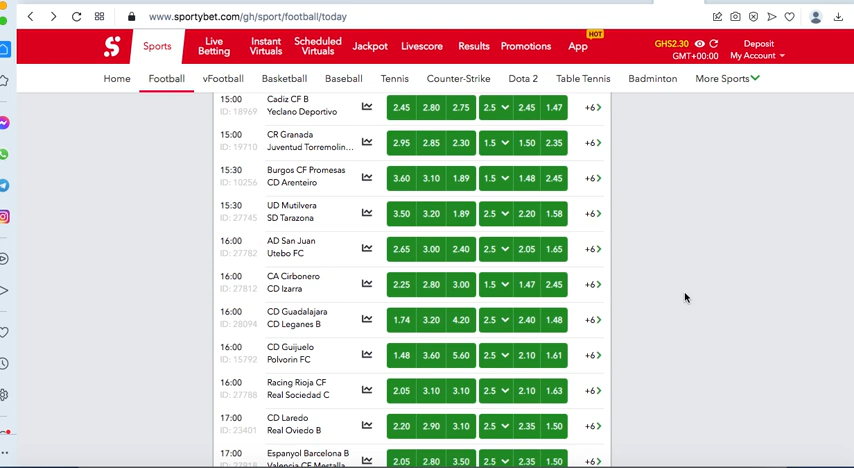 www.sportybet.com/gh/sport/football/today
Sports
Live Betting
Instant Virtuals
Scheduled Virtuals
Jackpot
Livescore
Results
Promotions
App
HOT
GHS2.30
Deposit
GMT+00:00
My Account
Home
Football
vFootball
Basketball
Baseball
Tennis
Counter-Strike
Dota 2
Table Tennis
Badminton
More Sports
15:00 Cadiz CF B 2.45 2.80 2.75 2.5 2.45 1.47 +6
ID: 18969 Yeclano Deportivo
15:00 CR Granada 2.95 2.85 2.30 1.5 1.50 2.35 +6
ID: 19710 Juventud Torremolin...
15:30 Burgos CF Promesas 3.60 3.10 1.89 1.5 1.48 2.45 +6
ID: 10256 CD Arenteiro
15:30 UD Mutilvera 3.50 3.20 1.89 2.5 2.20 1.58 +6
ID: 27745 SD Tarazona
16:00 AD San Juan 2.65 3.00 2.40 2.5 2.05 1.65 +6
ID: 27782 Utebo FC
16:00 CA Cirbonero 2.25 2.80 3.00 1.5 1.47 2.45 +6
ID: 27812 CD Izarra
16:00 CD Guadalajara 1.74 3.20 4.20 2.5 2.40 1.48 +6
ID: 28094 CD Leganes B
16:00 CD Guijuelo 1.48 3.60 5.60 2.5 2.10 1.61 +6
ID: 15792 Polvorin FC
16:00 Racing Rioja CF 2.05 3.10 3.10 2.5 2.10 1.63 +6
ID: 27788 Real Sociedad C
17:00 CD Laredo 2.20 2.90 3.10 2.5 2.35 1.50 +6
ID: 23401 Real Oviedo B
17:00 Espanyol Barcelona B 2.05 2.80 3.50 2.5 2.35 1.50 +6
Valencia CF Mestalla